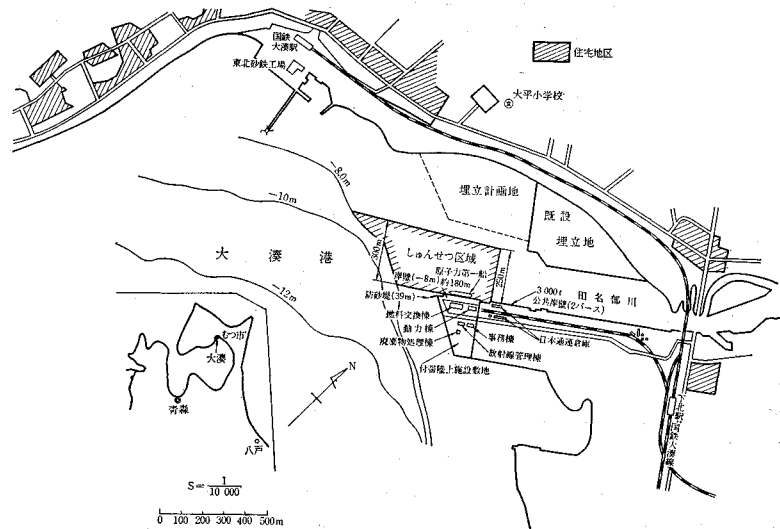 国鉄
大湊駅
東北砂鉄工場
住宅地区
大平小学校
-8.0m
-10m
-12m
埋立計画地
既設
埋立地
大湊港
300m
しゅんせつ区域
原子力第一船
岸壁(-8m)約180m
250m
防砂堤(39m)
3 000t
公共岸壁(2バース)
田名部川
燃料交換棟
動力棟
廃棄物処理棟
事務棟
放射線管理棟
日本通運倉庫
付帯陸上施設敷地
下北駅
国鉄大湊線
むつ市
大湊
青森
八戸
N
S=1/10 000
0 100 200 300 400 500m